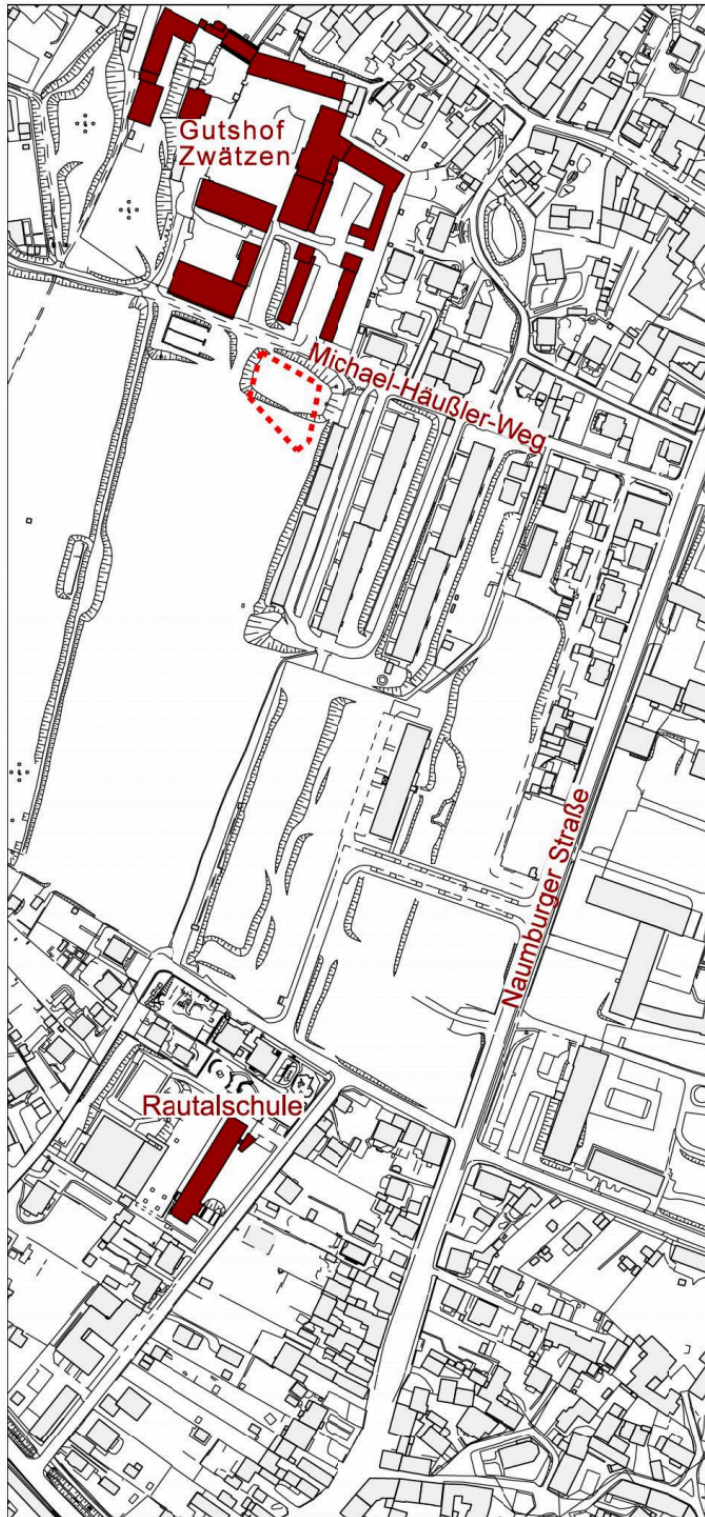 Gutshof
Zwätzen
Michael-Häußler-Weg
Naumburger Straße
Rautalschule